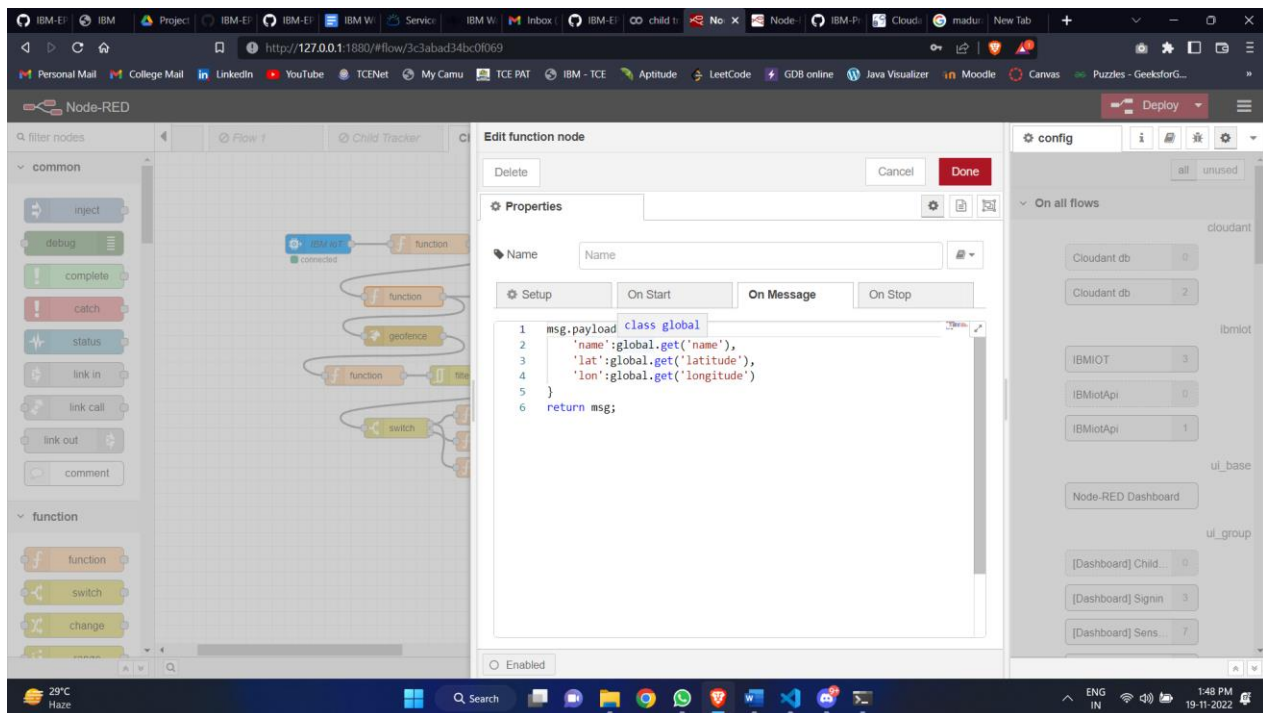 IBM-EP IBM Project IBM-EP IBM-EP IBM W Service IBM W Inbox ( IBM-EP child tr No Node- IBM-Pr Clouda madura New Tab
http://127.0.0.1:1880/#flow/3c3abad34bc0f069
Personal Mail College Mail LinkedIn YouTube TCENet My Camu TCE PAT IBM - TCE Aptitude LeetCode GDB online Java Visualizer Moodle Canvas Puzzles - GeeksforG...
Node-RED Deploy
filter nodes Flow 1 Child Tracker Edit function node config
common Delete Cancel Done all unused
inject Properties On all flows
debug IBM IoT function cloudant
connected Name Name Cloudant db 0
complete function Setup On Start On Message On Stop Cloudant db 2
catch
status geofence 1 msg.payload class global ibmiot
2 'name':global.get('name'),
link in function 3 'lat':global.get('latitude'), IBMIOT 3
4 'lon':global.get('longitude')
link call 5 } IBMiotApi 0
switch 6 return msg;
link out IBMiotApi 1
comment ui_base
Node-RED Dashboard
function ui_group
function [Dashboard] Child... 0
switch [Dashboard] Signin 3
change [Dashboard] Sens... 7
Enabled
29°C ENG 1:48 PM
Haze Search IN 19-11-2022